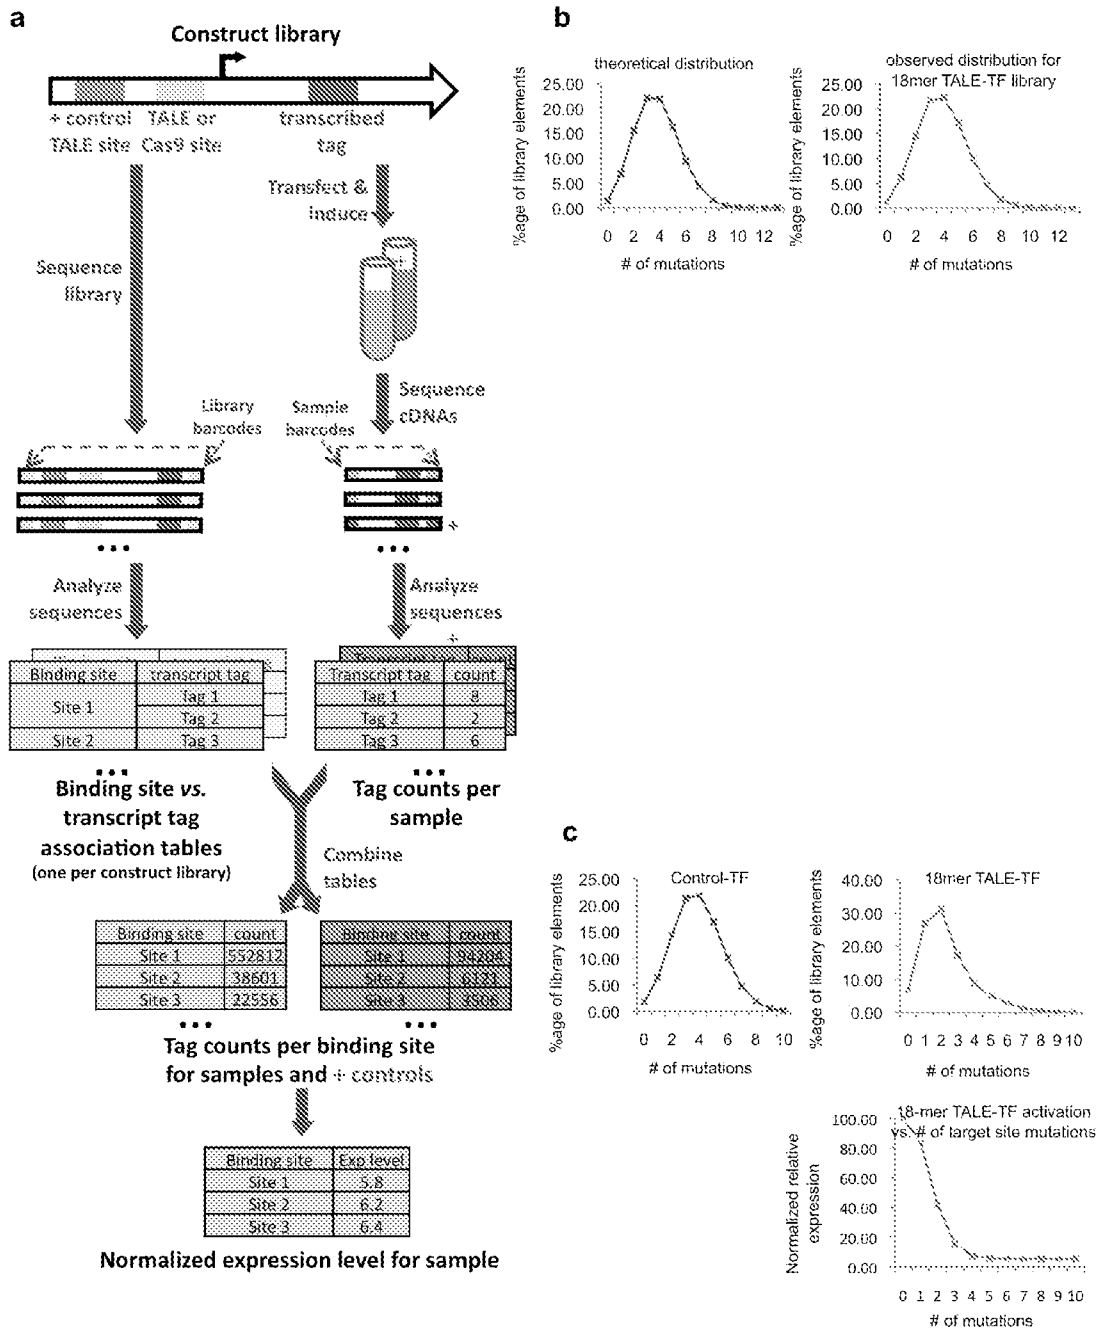 a
Construct library
+ control
TALE site
TALE or
Cas9 site
transcribed
tag
Transfect &
induce
+
Sequence
library
Sequence
cDNAs
Library
barcodes
Sample
barcodes
+
...
...
Analyze
sequences
Analyze
sequences
+
Binding site transcript tag
Site 1 Tag 1
Tag 2
Site 2 Tag 3
...
Transcript tag count
Tag 1 8
Tag 2 2
Tag 3 6
...
Binding site vs.
transcript tag
association tables
(one per construct library)
Tag counts per
sample
Combine
tables
Binding site count
Site 1 552812
Site 2 38601
Site 3 22556
...
Binding site count
Site 1 94204
Site 2 6171
Site 3 3506
...
Tag counts per binding site
for samples and + controls
Binding site Exp level
Site 1 5.8
Site 2 6.2
Site 3 6.4
Normalized expression level for sample
b
theoretical distribution
%age of library elements
25.00
20.00
15.00
10.00
5.00
0.00
0 2 4 6 8 10 12
# of mutations
observed distribution for
18mer TALE-TF library
%age of library elements
25.00
20.00
15.00
10.00
5.00
0.00
0 2 4 6 8 10 12
# of mutations
c
Control-TF
%age of library elements
25.00
20.00
15.00
10.00
5.00
0.00
0 2 4 6 8 10
# of mutations
18mer TALE-TF
%age of library elements
40.00
30.00
20.00
10.00
0.00
0 1 2 3 4 5 6 7 8 9 10
# of mutations
18-mer TALE-TF activation
vs. # of target site mutations
Normalized relative
expression
100.00
80.00
60.00
40.00
20.00
0.00
0 1 2 3 4 5 6 7 8 9 10
# of mutations